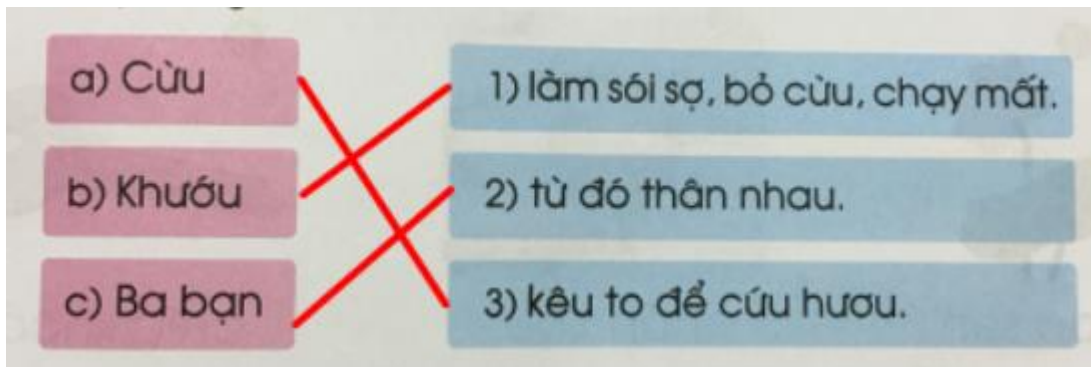 a) Cừu
1) làm sói sợ, bỏ cừu, chạy mất.
b) Khướu
2) từ đó thân nhau.
c) Ba bạn
3) kêu to để cứu hươu.